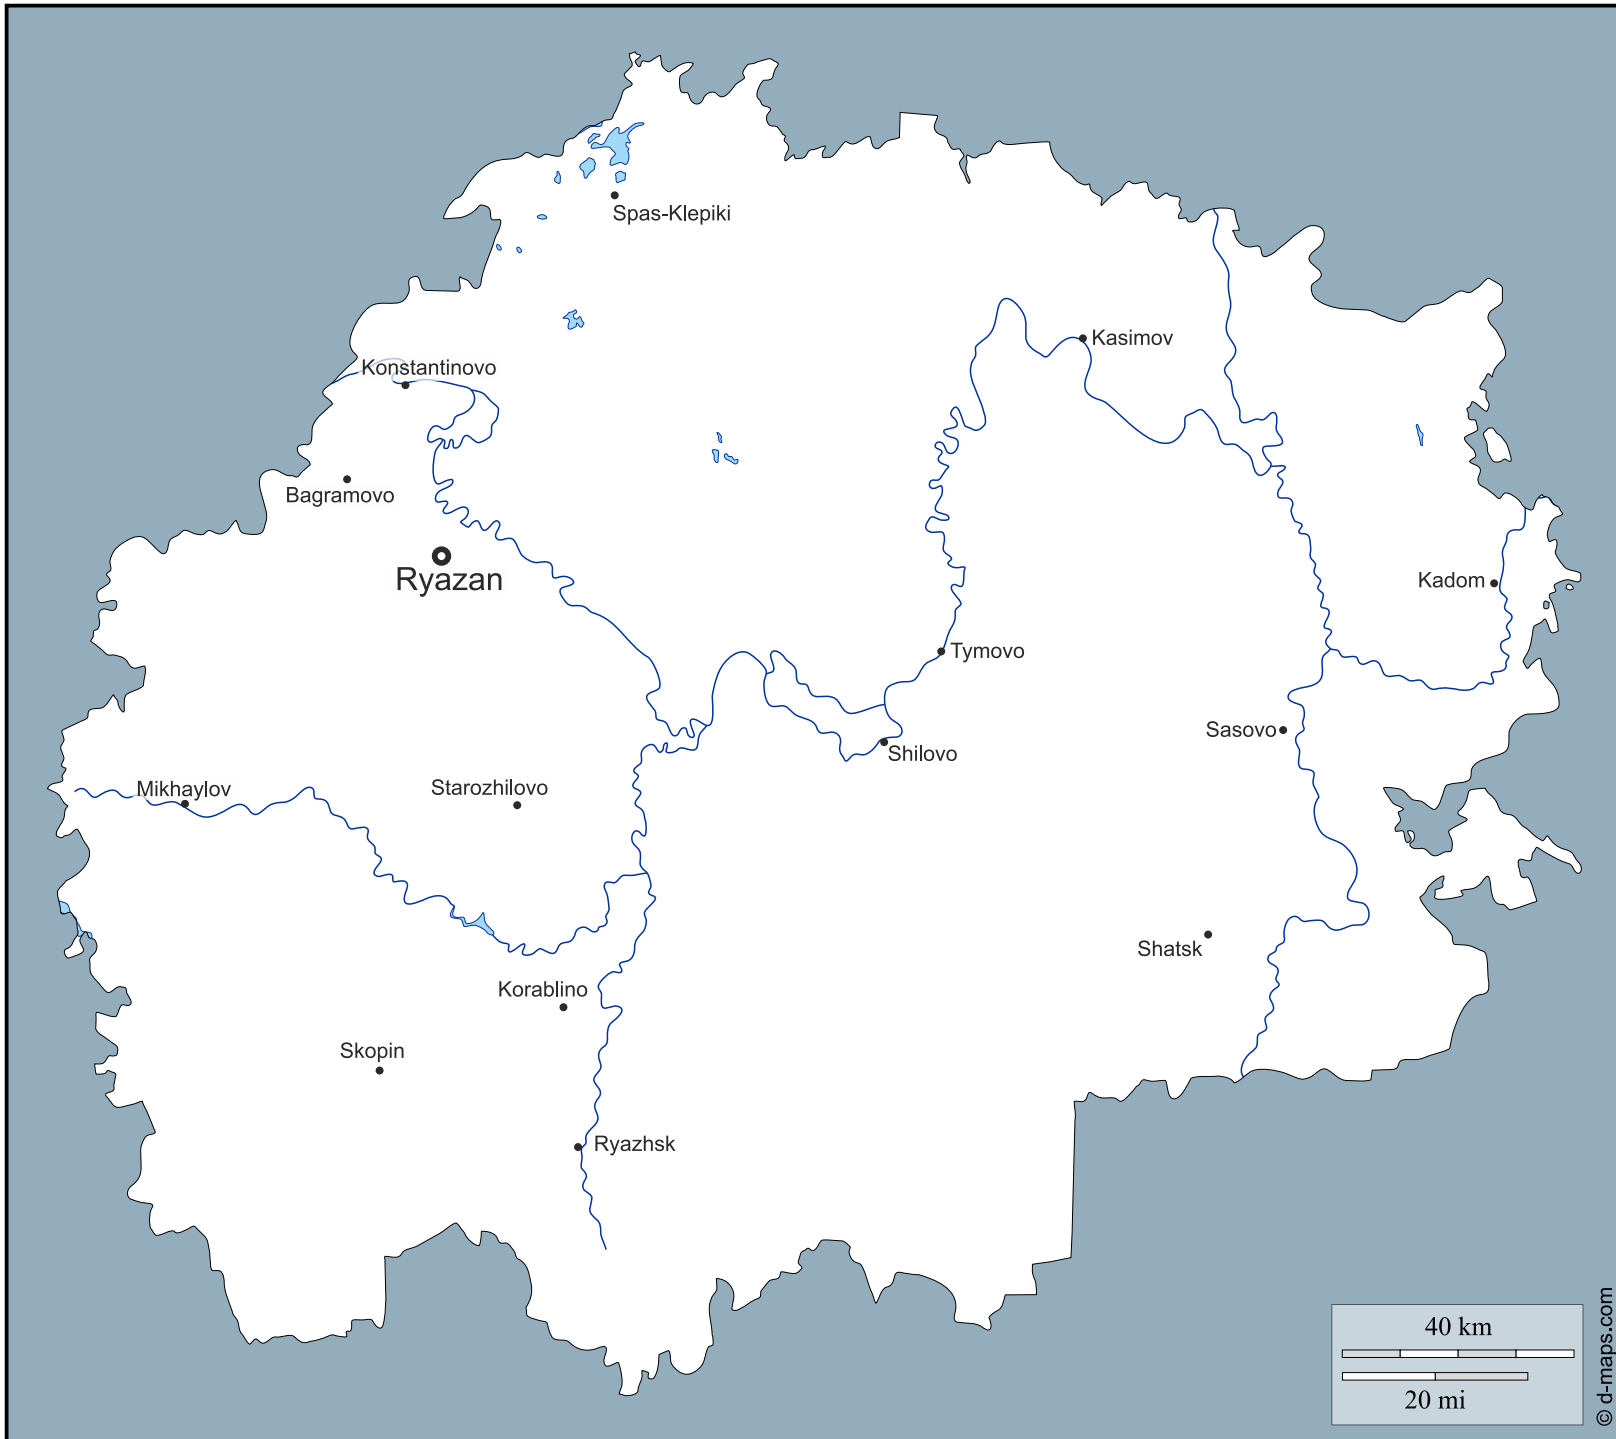 Spas-Klepiki
Kasimov
Konstantinovo
Bagramovo
Ryazan
Kadom
Tymovo
Sasovo
Shilovo
Mikhaylov
Starozhilovo
Shatsk
Korablino
Skopin
Ryazhsk
40 km
20 mi
© d-maps.com